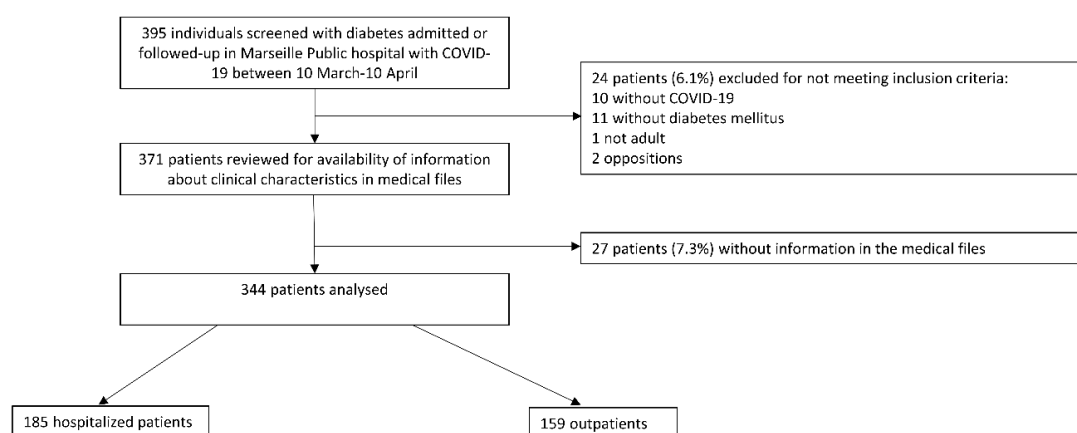 395 individuals screened with diabetes admitted or
followed-up in Marseille Public hospital with COVID-
19 between 10 March-10 April
24 patients (6.1%) excluded for not meeting inclusion criteria:
10 without COVID-19
11 without diabetes mellitus
1 not adult
2 oppositions
371 patients reviewed for availability of information
about clinical characteristics in medical files
27 patients (7.3%) without information in the medical files
344 patients analysed
185 hospitalized patients
159 outpatients